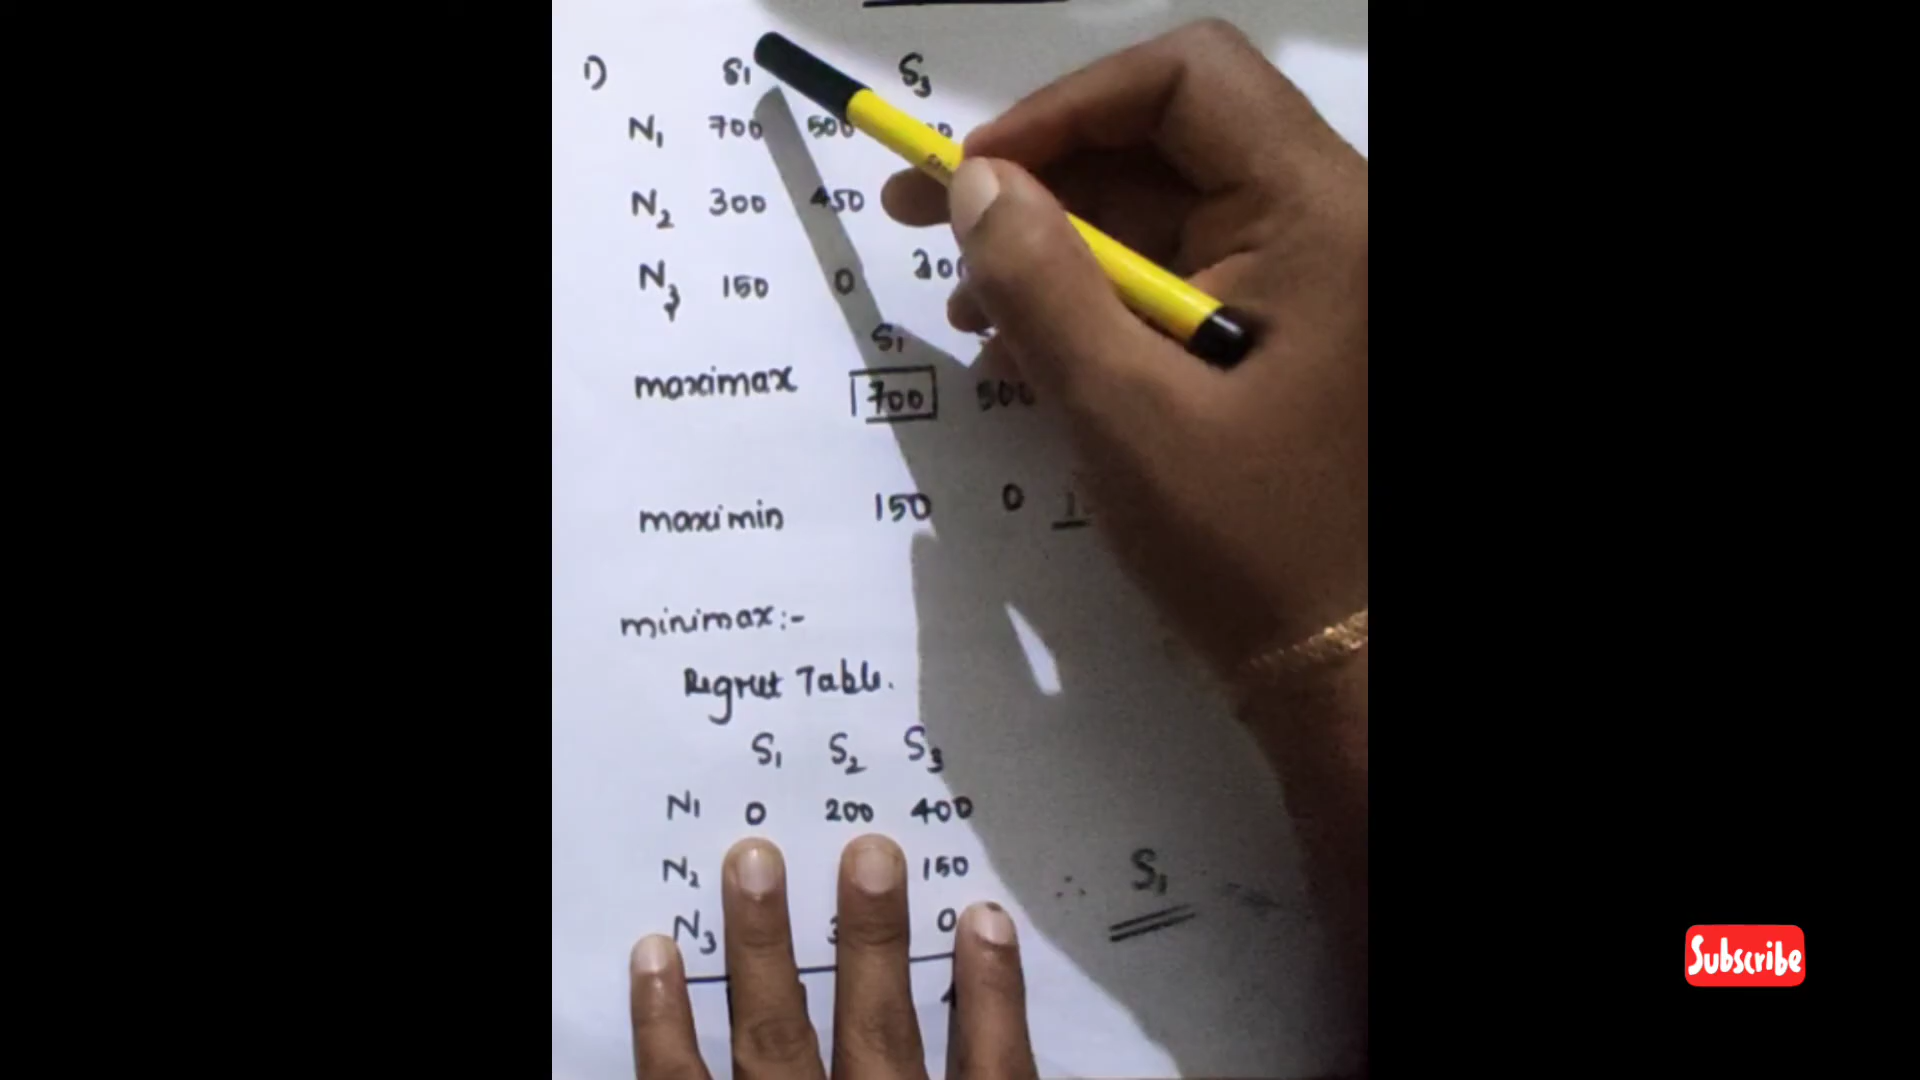 1) S1 S3
N1 700 500
N2 300 450
N3 150 0
S1
maximax 700 500
maximin 150 0
minimax:-
Regret Table.
S1 S2 S3
N1 0 200 400
N2 150
N3 0
∴ S1
Subscribe